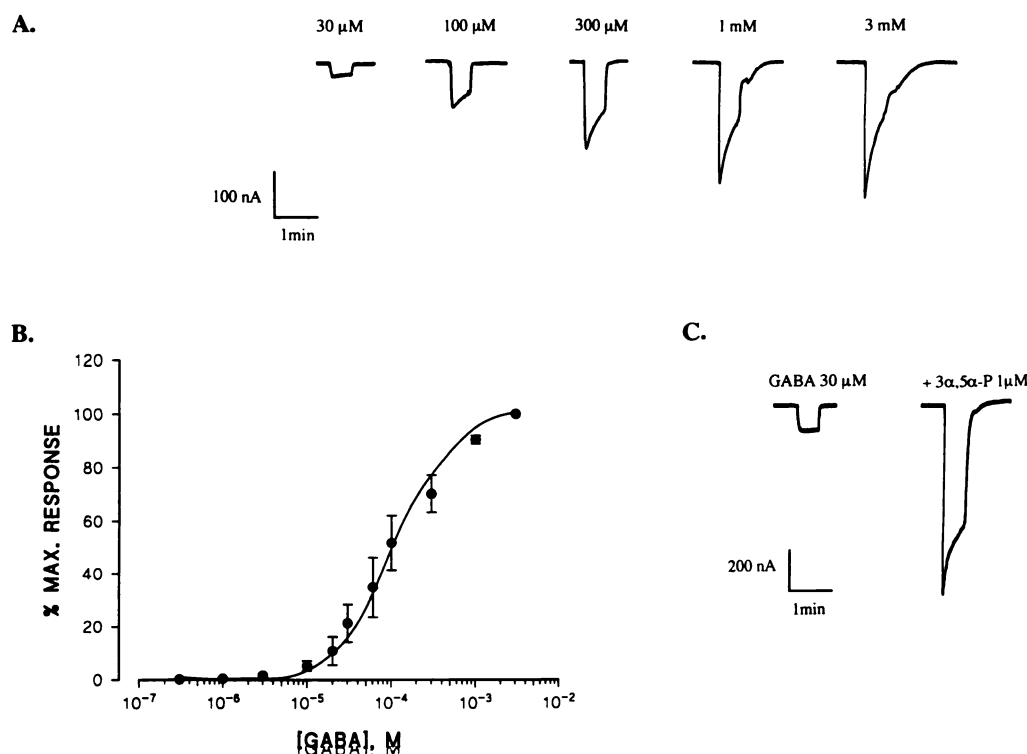 A.
30 µM 100 µM 300 µM 1 mM 3 mM
100 nA
1min
B.
% MAX. RESPONSE
120
100
80
60
40
20
0
10⁻⁷ 10⁻⁶ 10⁻⁵ 10⁻⁴ 10⁻³ 10⁻²
[GABA], M
C.
GABA 30 µM + 3α,5α-P 1µM
200 nA
1min